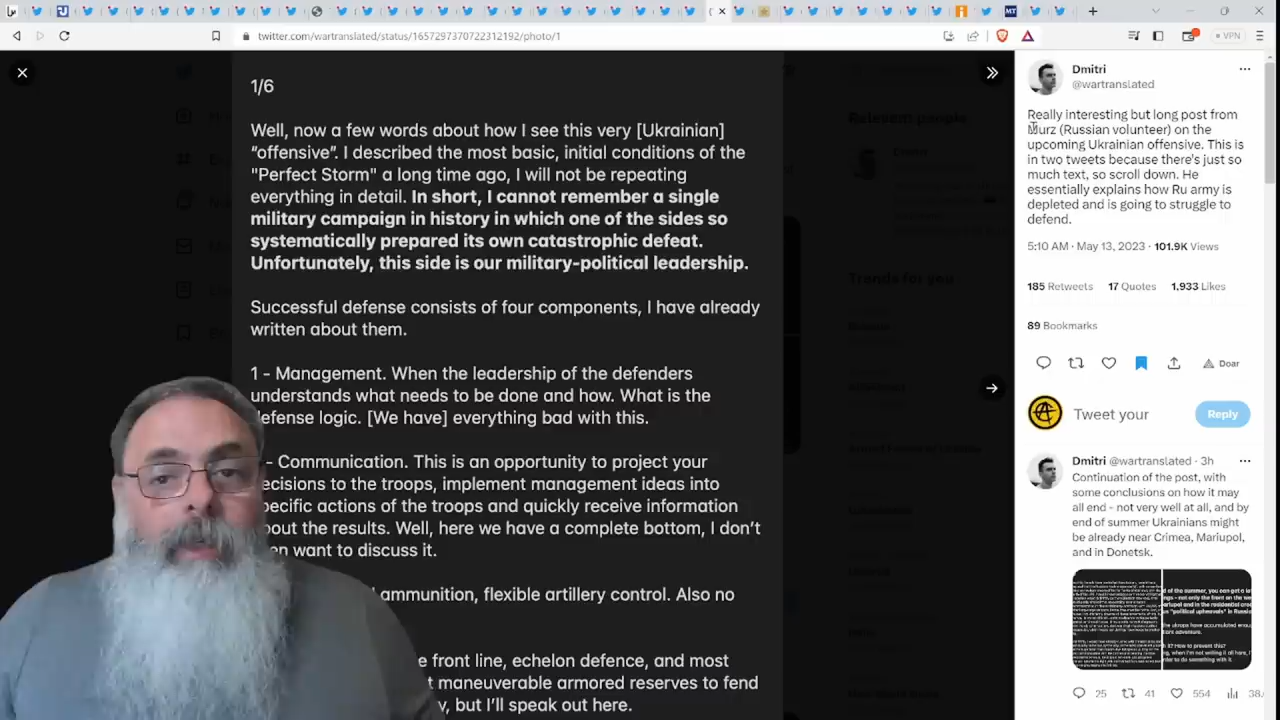 twitter.com/wartranslated/status/1657297370722312192/photo/1
VPN
1/6
Well, now a few words about how I see this very [Ukrainian]
“offensive”. I described the most basic, initial conditions of the
"Perfect Storm" a long time ago, I will not be repeating
everything in detail. In short, I cannot remember a single
military campaign in history in which one of the sides so
systematically prepared its own catastrophic defeat.
Unfortunately, this side is our military-political leadership.
Successful defense consists of four components, I have already
written about them.
1 - Management. When the leadership of the defenders
understands what needs to be done and how. What is the
defense logic. [We have] everything bad with this.
- Communication. This is an opportunity to project your
decisions to the troops, implement management ideas into
specific actions of the troops and quickly receive information
about the results. Well, here we have a complete bottom, I don’t
want to discuss it.
flexible artillery control. Also no
front line echelon defence, and most
maneuverable armored reserves to fend
but I’ll speak out here.
Relevant people
Trends for you
Dmitri
@wartranslated
Really interesting but long post from
Murz (Russian volunteer) on the
upcoming Ukrainian offensive. This is
in two tweets because there's just so
much text, so scroll down. He
essentially explains how Ru army is
depleted and is going to struggle to
defend.
5:10 AM · May 13, 2023 · 101.9K Views
185 Retweets 17 Quotes 1,933 Likes
89 Bookmarks
Doar
Tweet your
Reply
Dmitri @wartranslated · 3h
Continuation of the post, with
some conclusions on how it may
all end - not very well at all, and by
end of summer Ukrainians might
be already near Crimea, Mariupol,
and in Donetsk.
25 41 554 38.